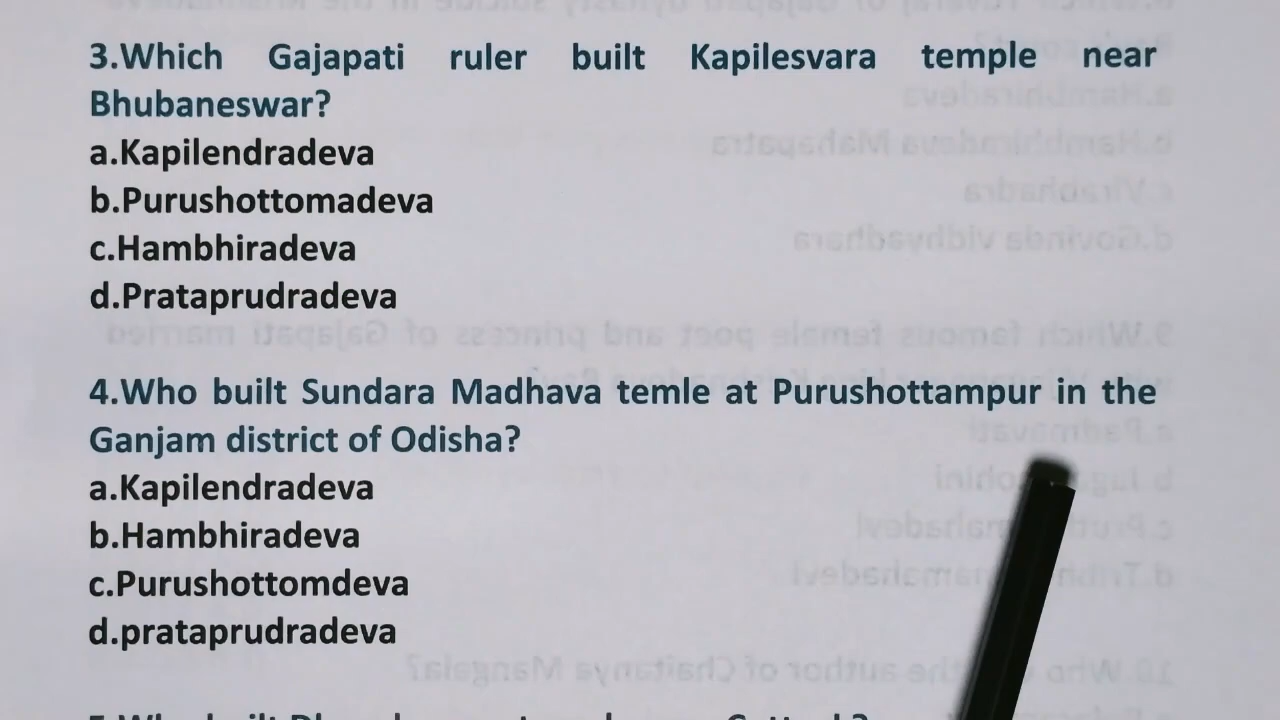 3.Which Gajapati ruler built Kapilesvara temple near
Bhubaneswar?
a.Kapilendradeva
b.Purushottomadeva
c.Hambhiradeva
d.Prataprudradeva
4.Who built Sundara Madhava temle at Purushottampur in the
Ganjam district of Odisha?
a.Kapilendradeva
b.Hambhiradeva
c.Purushottomdeva
d.prataprudradeva